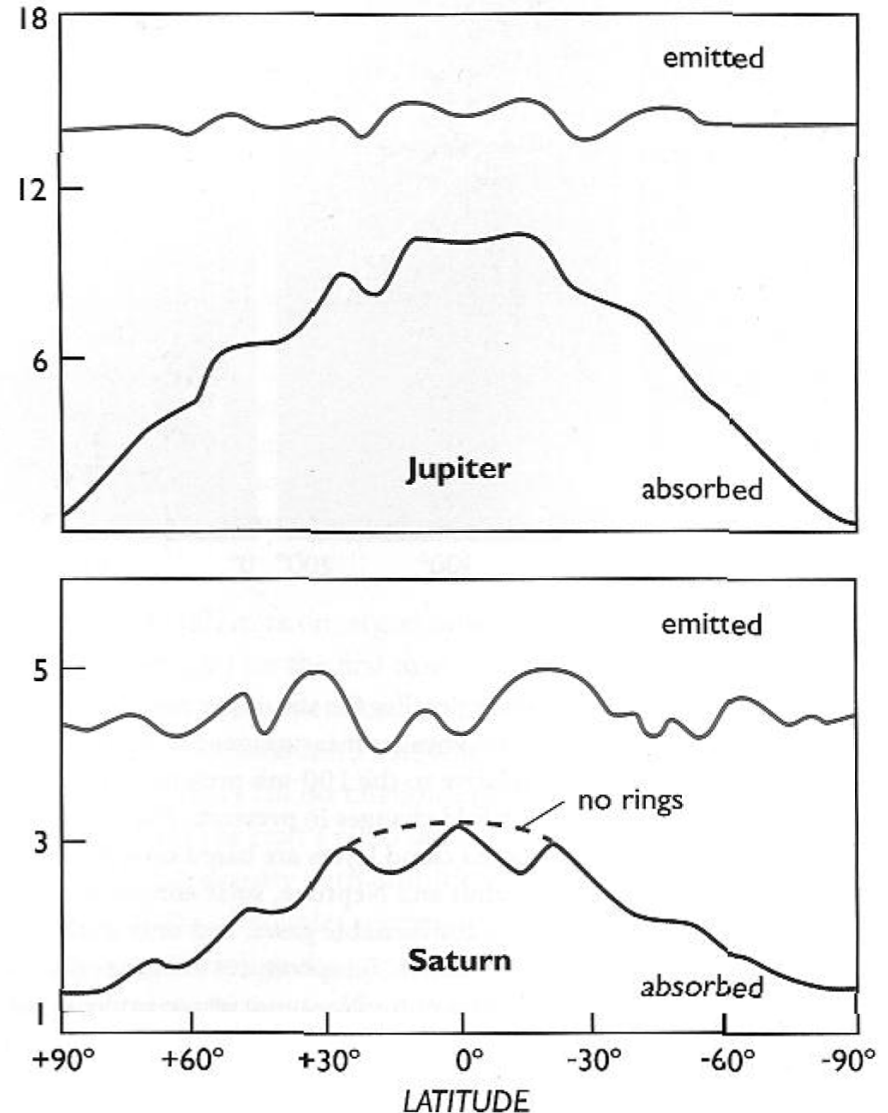 18
emitted
12
6
Jupiter
absorbed
emitted
5
no rings
3
Saturn
absorbed
1
+90° +60° +30° 0° -30° -60° -90°
LATITUDE